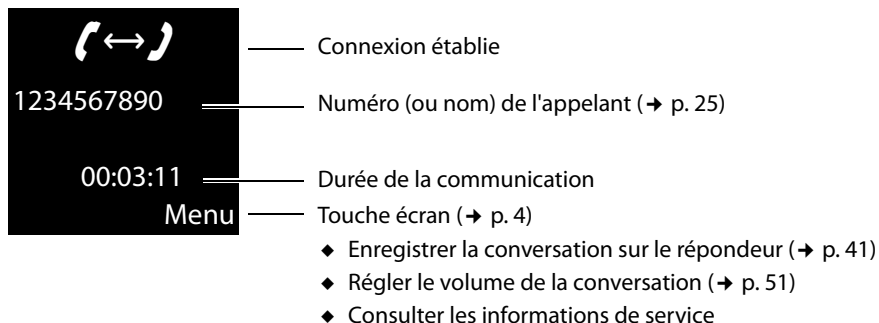 Connexion établie
1234567890
Numéro (ou nom) de l'appelant (➔ p. 25)
00:03:11
Durée de la communication
Menu
Touche écran (➔ p. 4)
◆ Enregistrer la conversation sur le répondeur (➔ p. 41)
◆ Régler le volume de la conversation (➔ p. 51)
◆ Consulter les informations de service